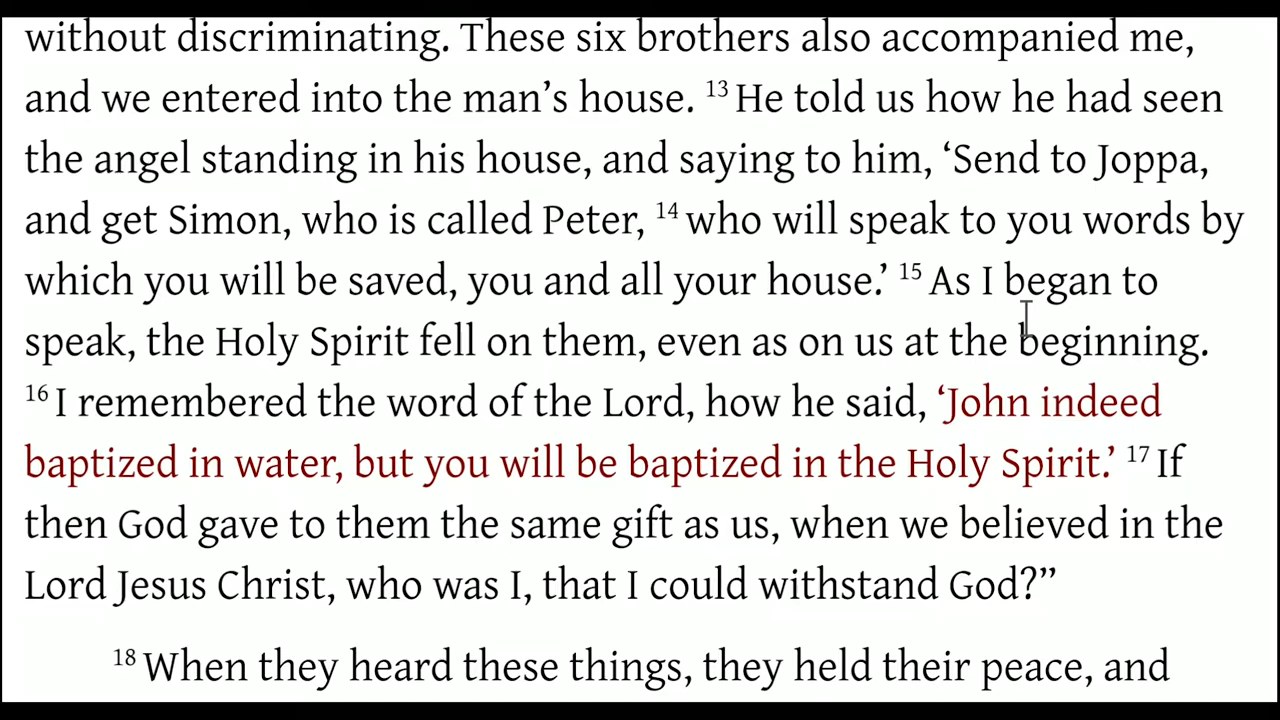 without discriminating. These six brothers also accompanied me,
and we entered into the man’s house. 13 He told us how he had seen
the angel standing in his house, and saying to him, ‘Send to Joppa,
and get Simon, who is called Peter, 14 who will speak to you words by
which you will be saved, you and all your house.’ 15 As I began to
speak, the Holy Spirit fell on them, even as on us at the beginning.
16 I remembered the word of the Lord, how he said, ‘John indeed
baptized in water, but you will be baptized in the Holy Spirit.’ 17 If
then God gave to them the same gift as us, when we believed in the
Lord Jesus Christ, who was I, that I could withstand God?”
18 When they heard these things, they held their peace, and